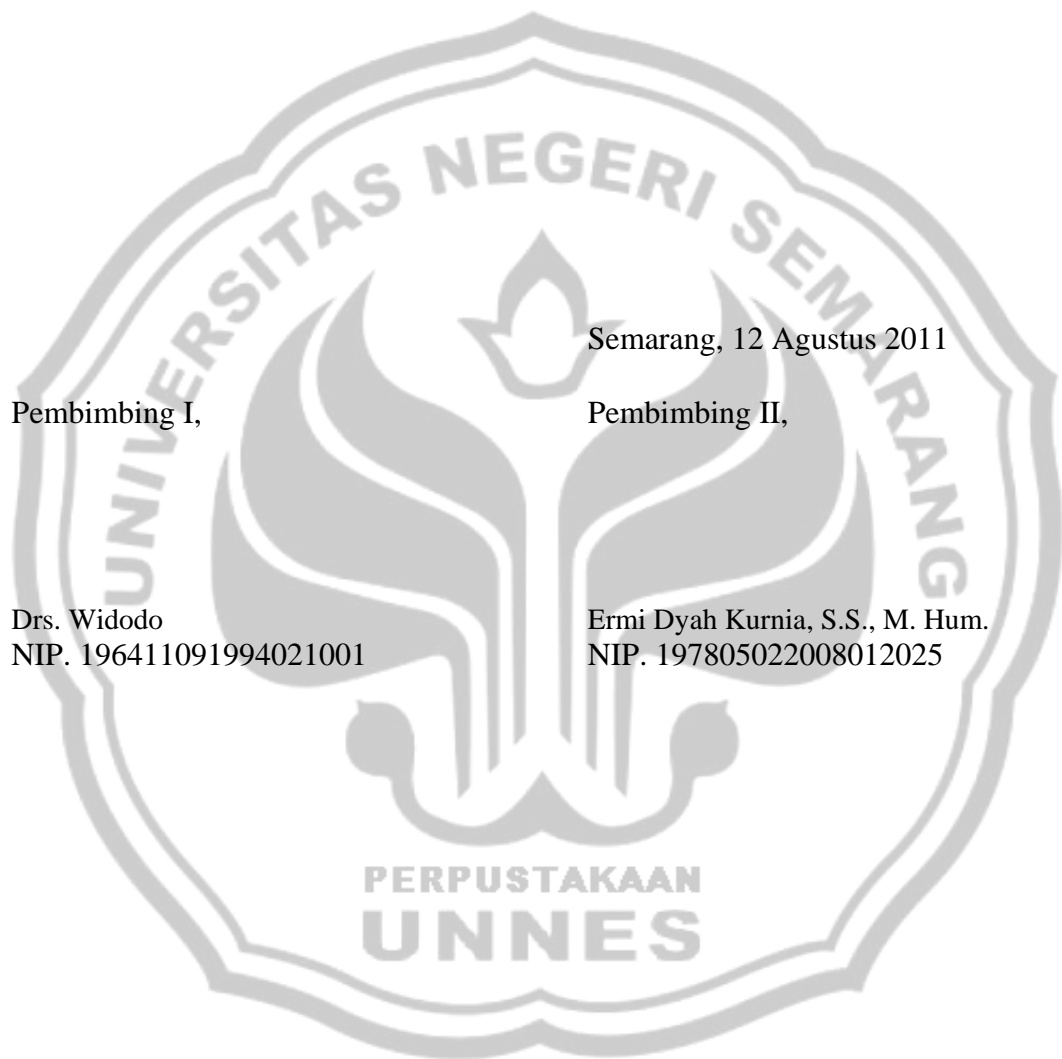 UNIVERSITAS NEGERI SEMARANG
Semarang, 12 Agustus 2011
Pembimbing I, Pembimbing II,
Drs. Widodo Ermi Dyah Kurnia, S.S., M. Hum.
NIP. 196411091994021001 NIP. 197805022008012025
PERPUSTAKAAN
UNNES